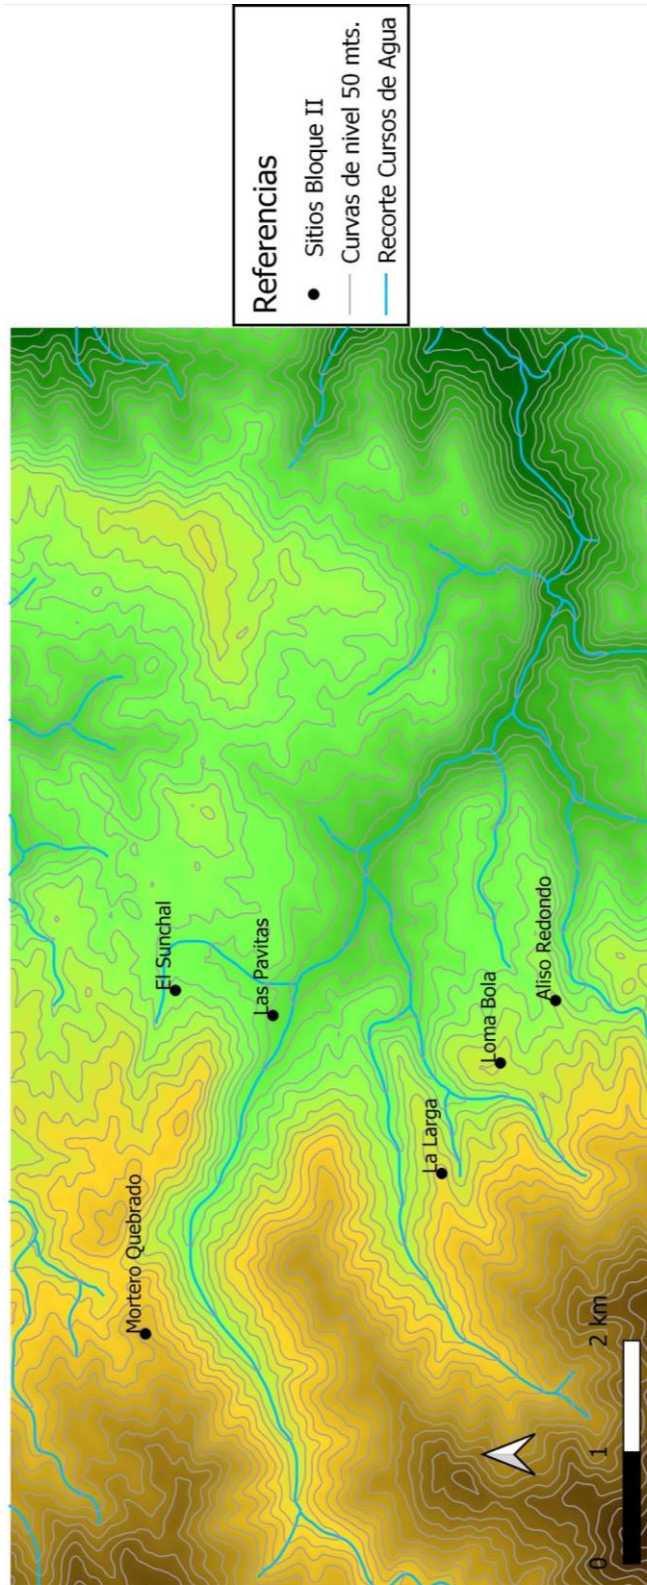 Referencias
Sitios Bloque II
Curvas de nivel 50 mts.
Recorte Cursos de Agua
Mortero Quebrado
El Sunchal
Las Pavitas
La Larga
Loma Bola
Aliso Redondo
0 1 2 km